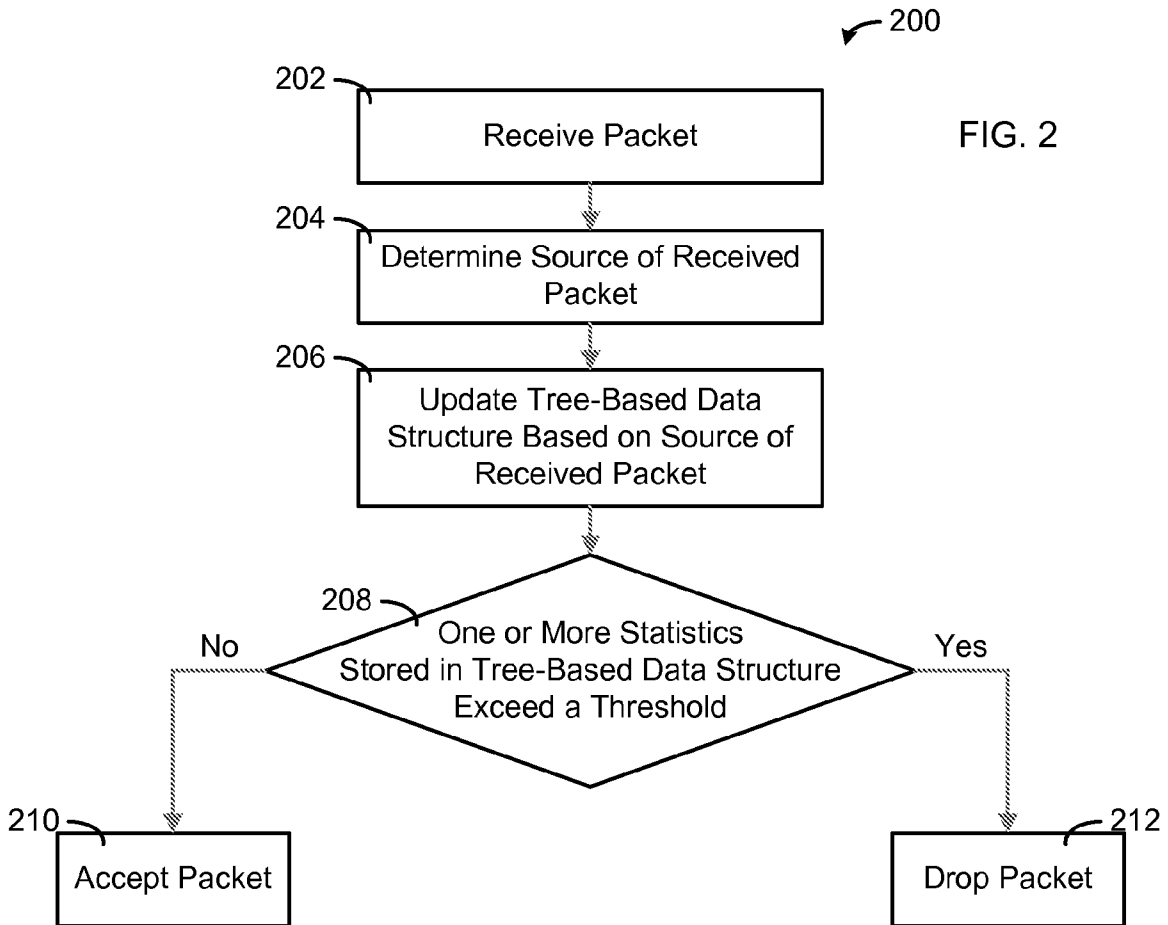 200
202
Receive Packet
FIG. 2
204
Determine Source of Received
Packet
206
Update Tree-Based Data
Structure Based on Source of
Received Packet
208
One or More Statistics
Stored in Tree-Based Data Structure
Exceed a Threshold
No
Yes
210
Accept Packet
212
Drop Packet